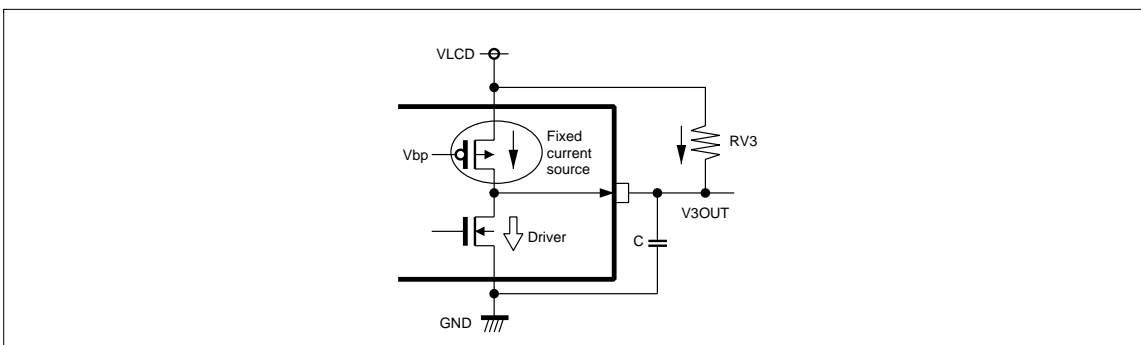 VLCD
Vbp
Fixed
current
source
RV3
V3OUT
Driver
C
GND